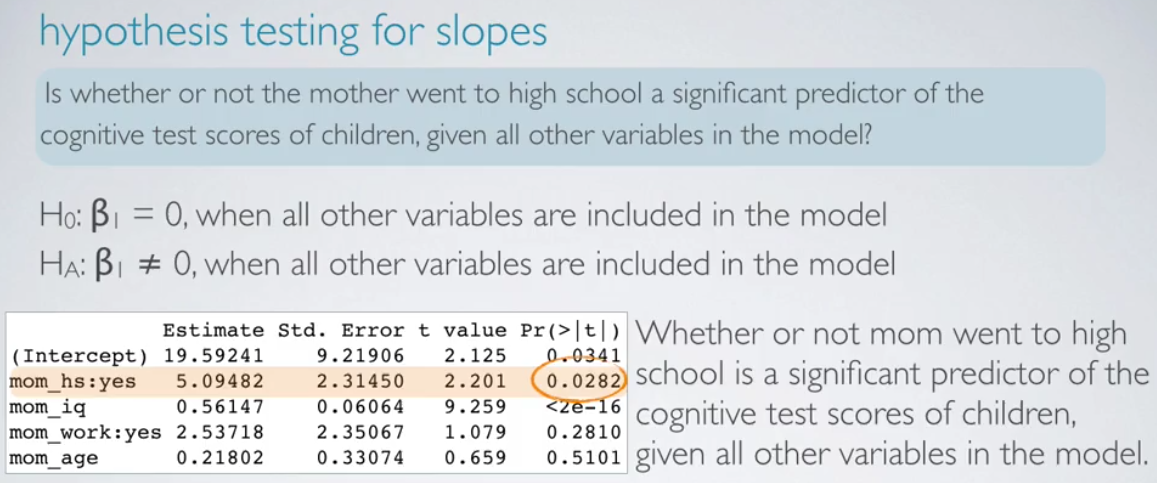 hypothesis testing for slopes
Is whether or not the mother went to high school a significant predictor of the
cognitive test scores of children, given all other variables in the model?
H₀: β₁ = 0, when all other variables are included in the model
Hᴀ: β₁ ≠ 0, when all other variables are included in the model
Estimate Std. Error t value Pr(>|t|)
(Intercept) 19.59241 9.21906 2.125 0.0341
mom_hs:yes 5.09482 2.31450 2.201 0.0282
mom_iq 0.56147 0.06064 9.259 <2e-16
mom_work:yes 2.53718 2.35067 1.079 0.2810
mom_age 0.21802 0.33074 0.659 0.5101
Whether or not mom went to high
school is a significant predictor of the
cognitive test scores of children,
given all other variables in the model.